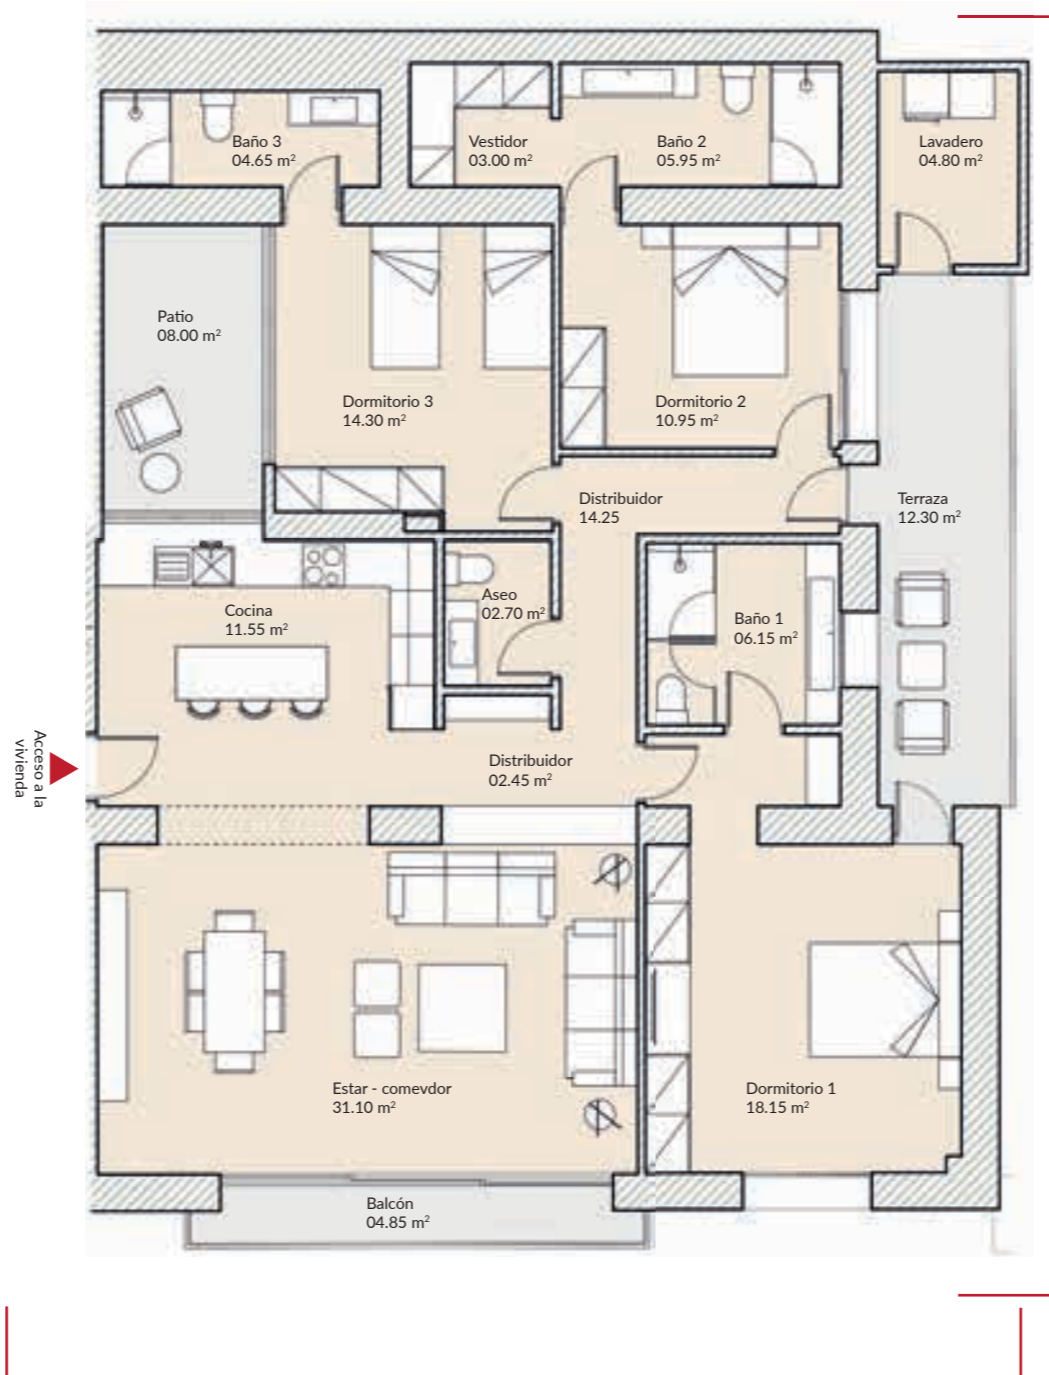 Baño 3
04.65 m²
Vestidor
03.00 m²
Baño 2
05.95 m²
Lavadero
04.80 m²
Patio
08.00 m²
Dormitorio 3
14.30 m²
Dormitorio 2
10.95 m²
Distribuidor
14.25
Terraza
12.30 m²
Aseo
02.70 m²
Cocina
11.55 m²
Baño 1
06.15 m²
Acceso a la
vivienda
Distribuidor
02.45 m²
Estar - comevdor
31.10 m²
Dormitorio 1
18.15 m²
Balcón
04.85 m²